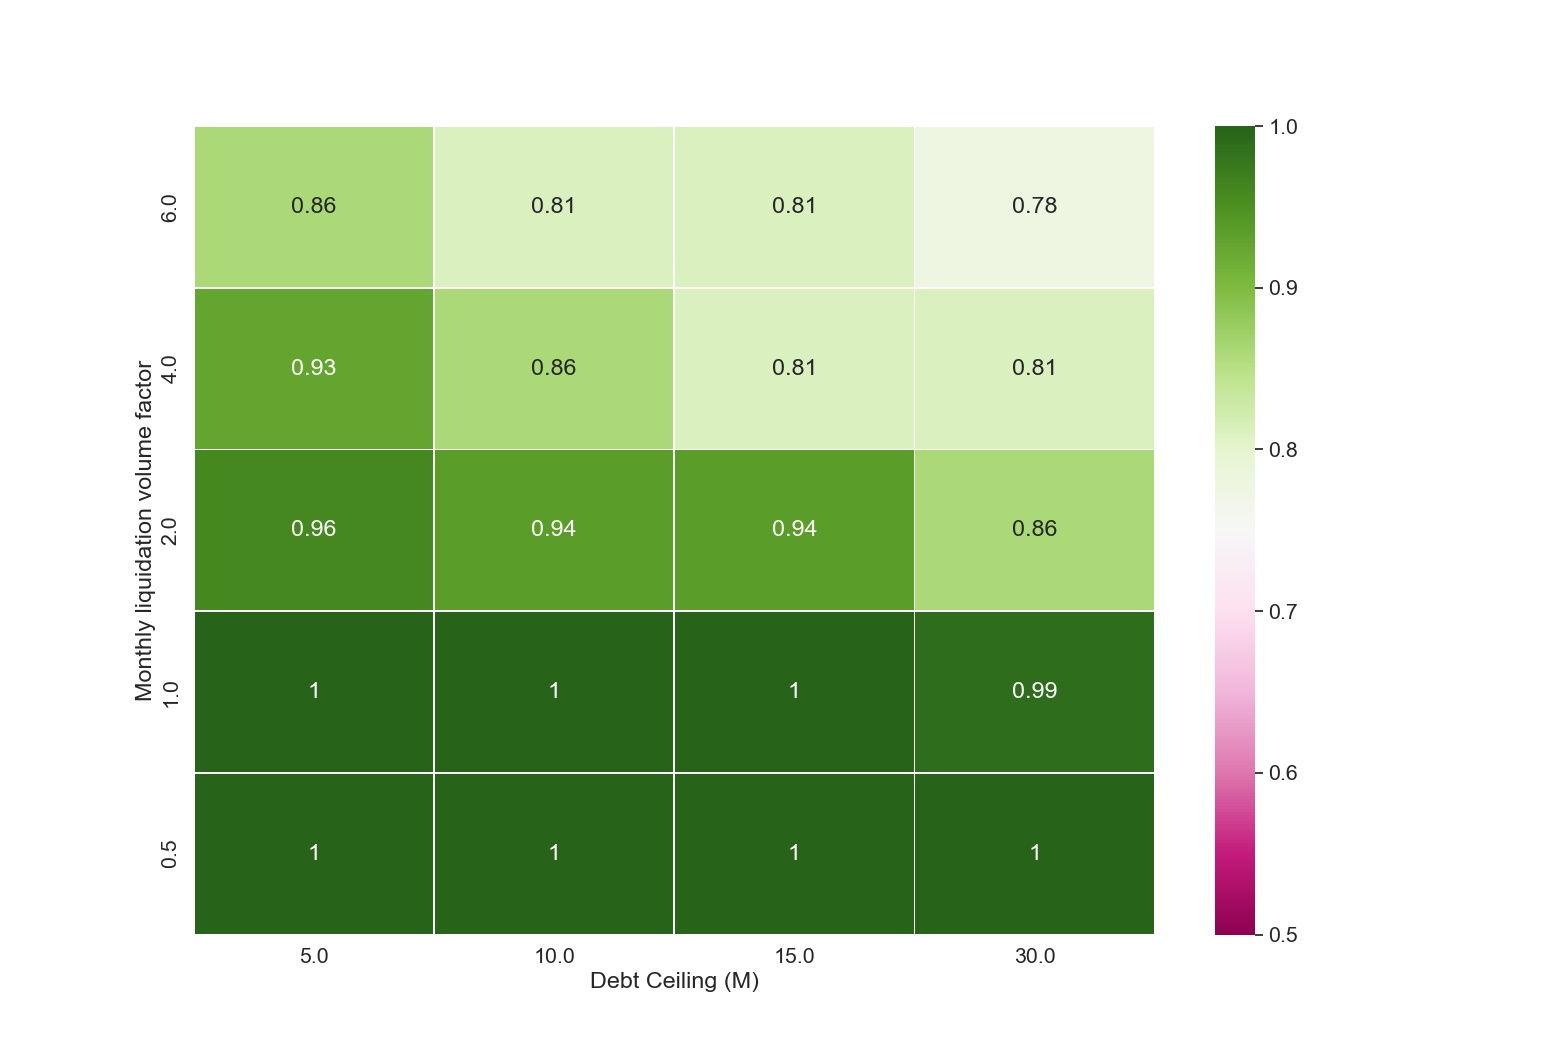 6.0 0.86 0.81 0.81 0.78
4.0 0.93 0.86 0.81 0.81
2.0 0.96 0.94 0.94 0.86
1.0 1 1 1 0.99
0.5 1 1 1 1
Monthly liquidation volume factor
5.0 10.0 15.0 30.0
Debt Ceiling (M)
1.0
0.9
0.8
0.7
0.6
0.5